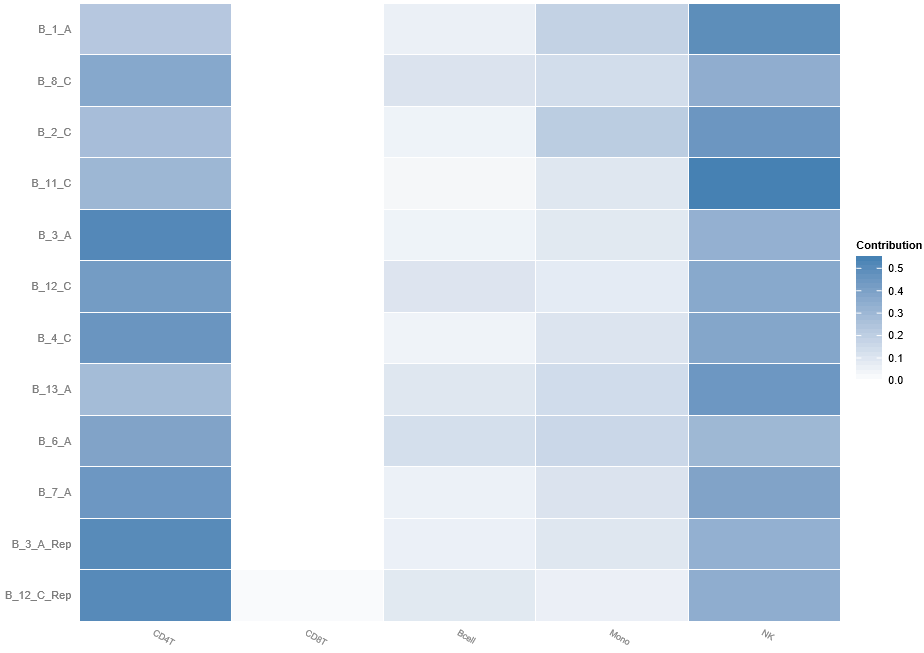 B_1_A
B_8_C
B_2_C
B_11_C
B_3_A
B_12_C
B_4_C
B_13_A
B_6_A
B_7_A
B_3_A_Rep
B_12_C_Rep
CD4T
CD8T
Bcell
Mono
NK
Contribution
0.5
0.4
0.3
0.2
0.1
0.0